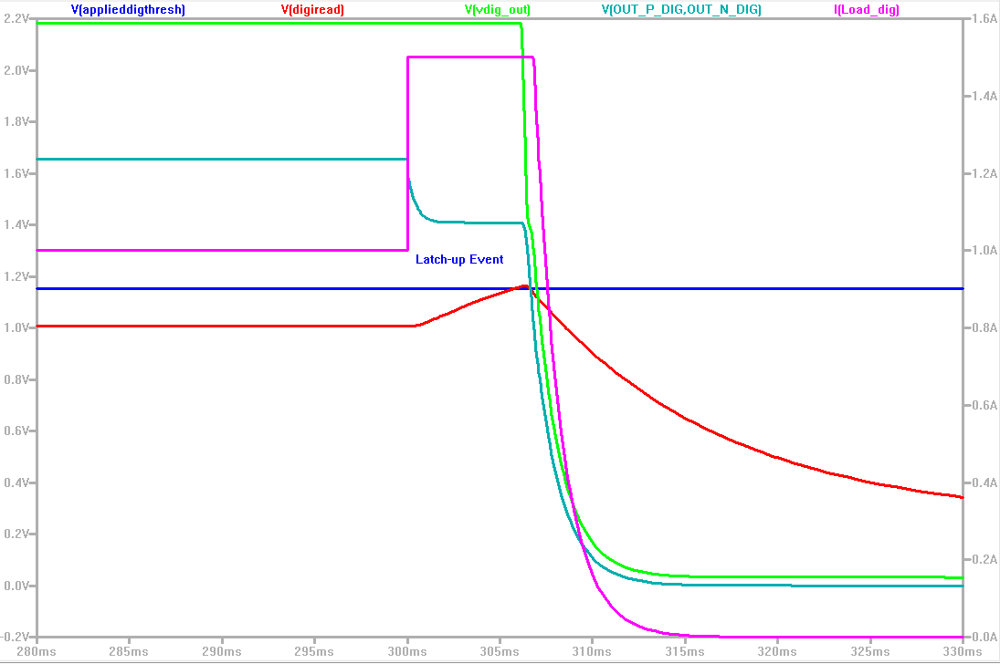 V(applieddigthresh) V(digiread) V(vdig_out) V(OUT_P_DIG,OUT_N_DIG) I(Load_dig)
2.2V 1.6A
2.0V
1.8V 1.4A
1.6V 1.2A
1.4V
1.2V 1.0A
Latch-up Event
1.0V 0.8A
0.8V
0.6V 0.6A
0.4V 0.4A
0.2V 0.2A
0.0V
-0.2V 0.0A
280ms 285ms 290ms 295ms 300ms 305ms 310ms 315ms 320ms 325ms 330ms